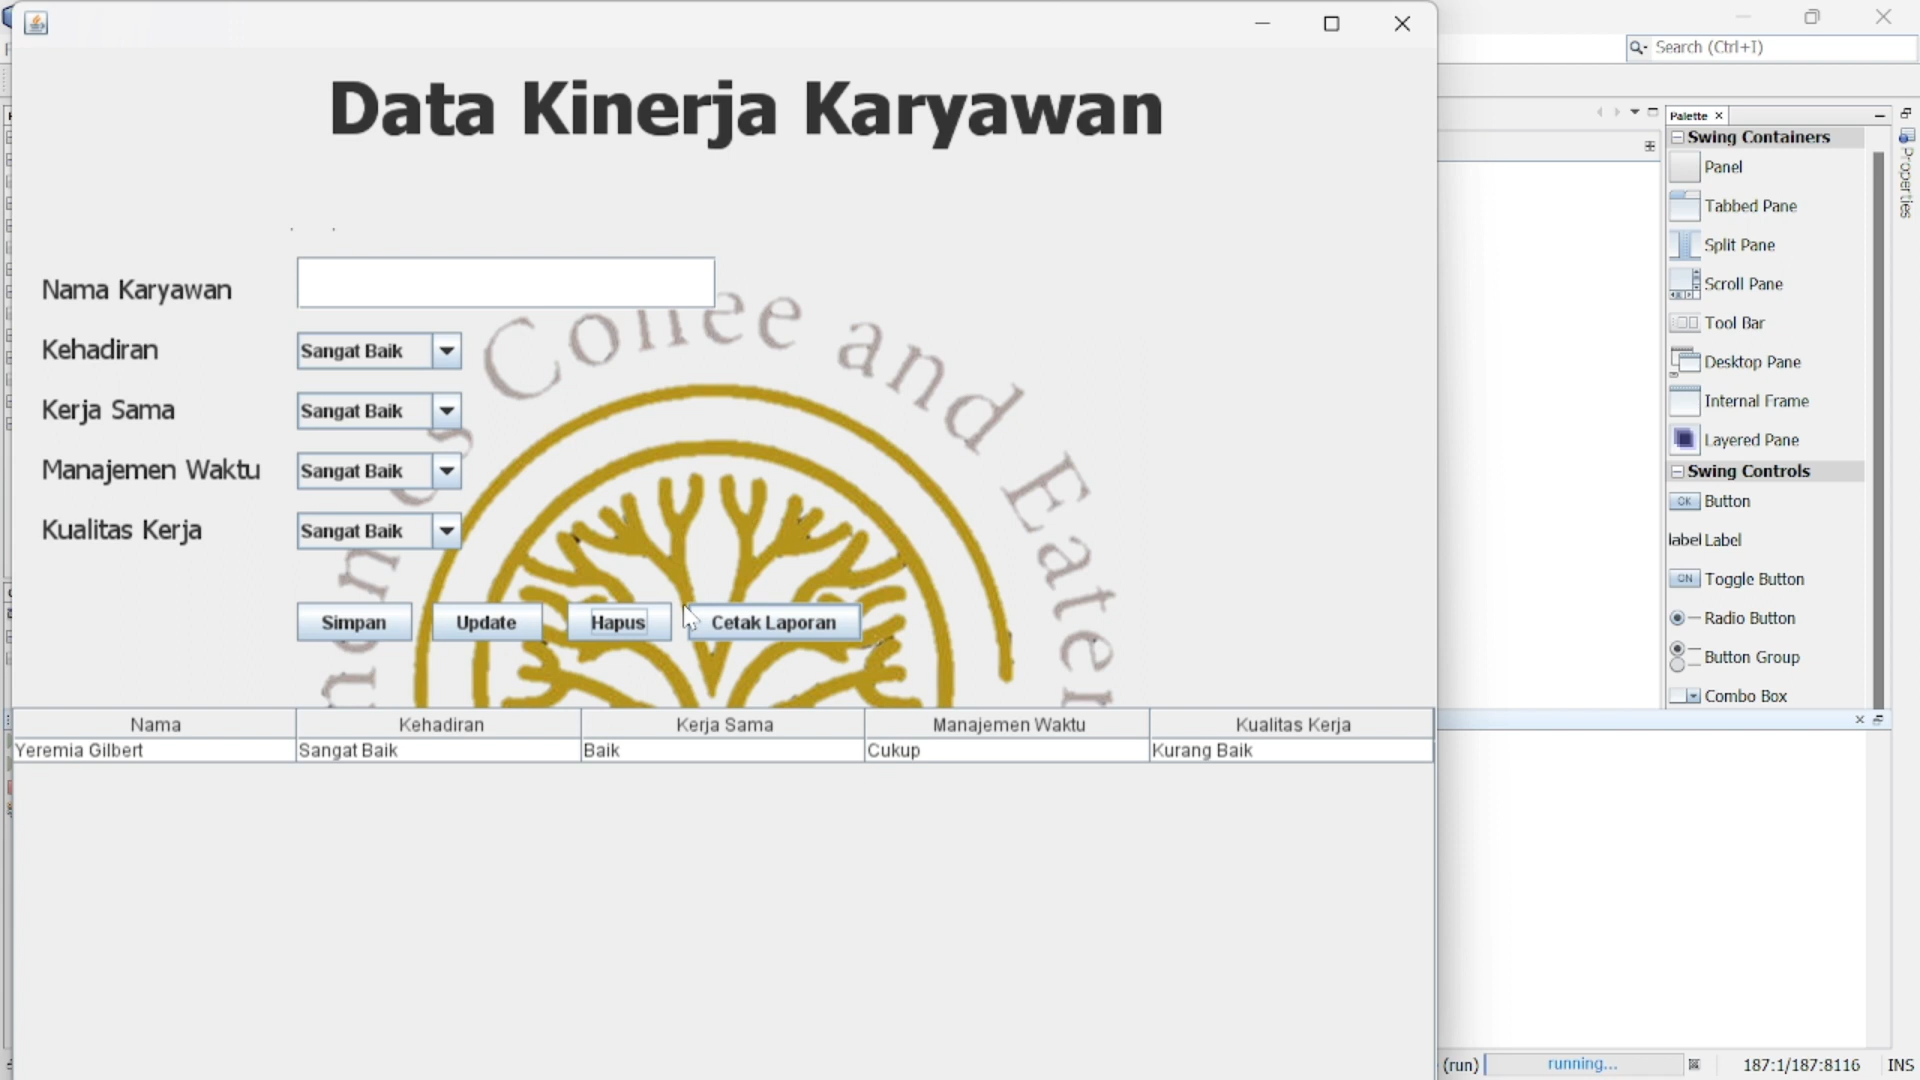 Search (Ctrl+I)
Data Kinerja Karyawan
Palette
Swing Containers
Panel
Tabbed Pane
Split Pane
Scroll Pane
Tool Bar
Desktop Pane
Internal Frame
Layered Pane
Swing Controls
OK Button
label Label
ON Toggle Button
Radio Button
Button Group
Combo Box
Properties
Nama Karyawan
Kehadiran Sangat Baik
Kerja Sama Sangat Baik
Manajemen Waktu Sangat Baik
Kualitas Kerja Sangat Baik
Coffee and
Simpan Update Hapus Cetak Laporan
Nama Kehadiran Kerja Sama Manajemen Waktu Kualitas Kerja
Yeremia Gilbert Sangat Baik Baik Cukup Kurang Baik
(run) running... 187:1/187:8116 INS